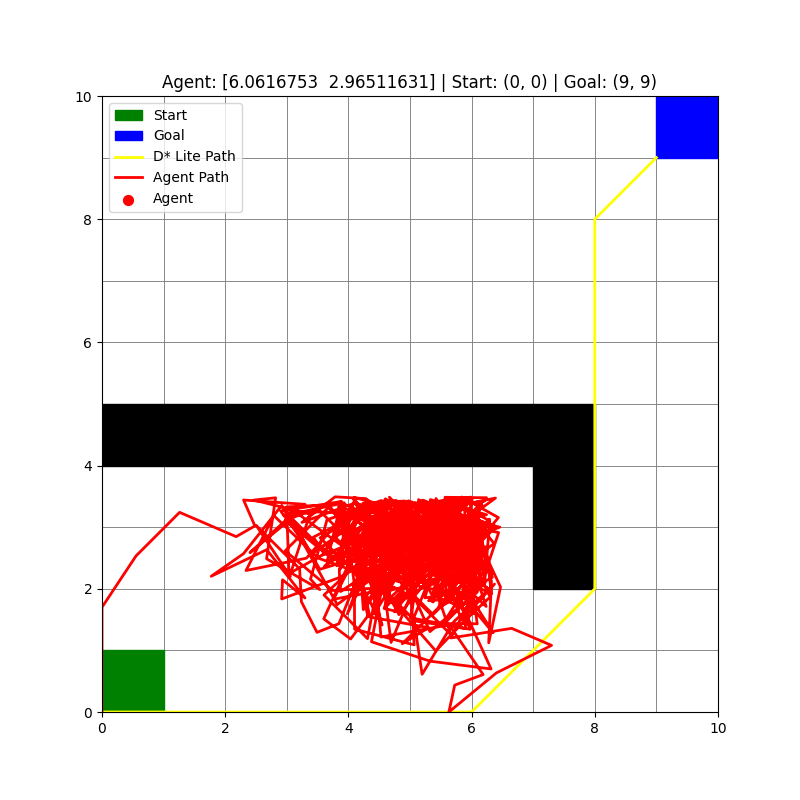 Agent: [6.0616753  2.96511631] | Start: (0, 0) | Goal: (9, 9)
Start
Goal
D* Lite Path
Agent Path
Agent
10
8
6
4
2
0
0 2 4 6 8 10